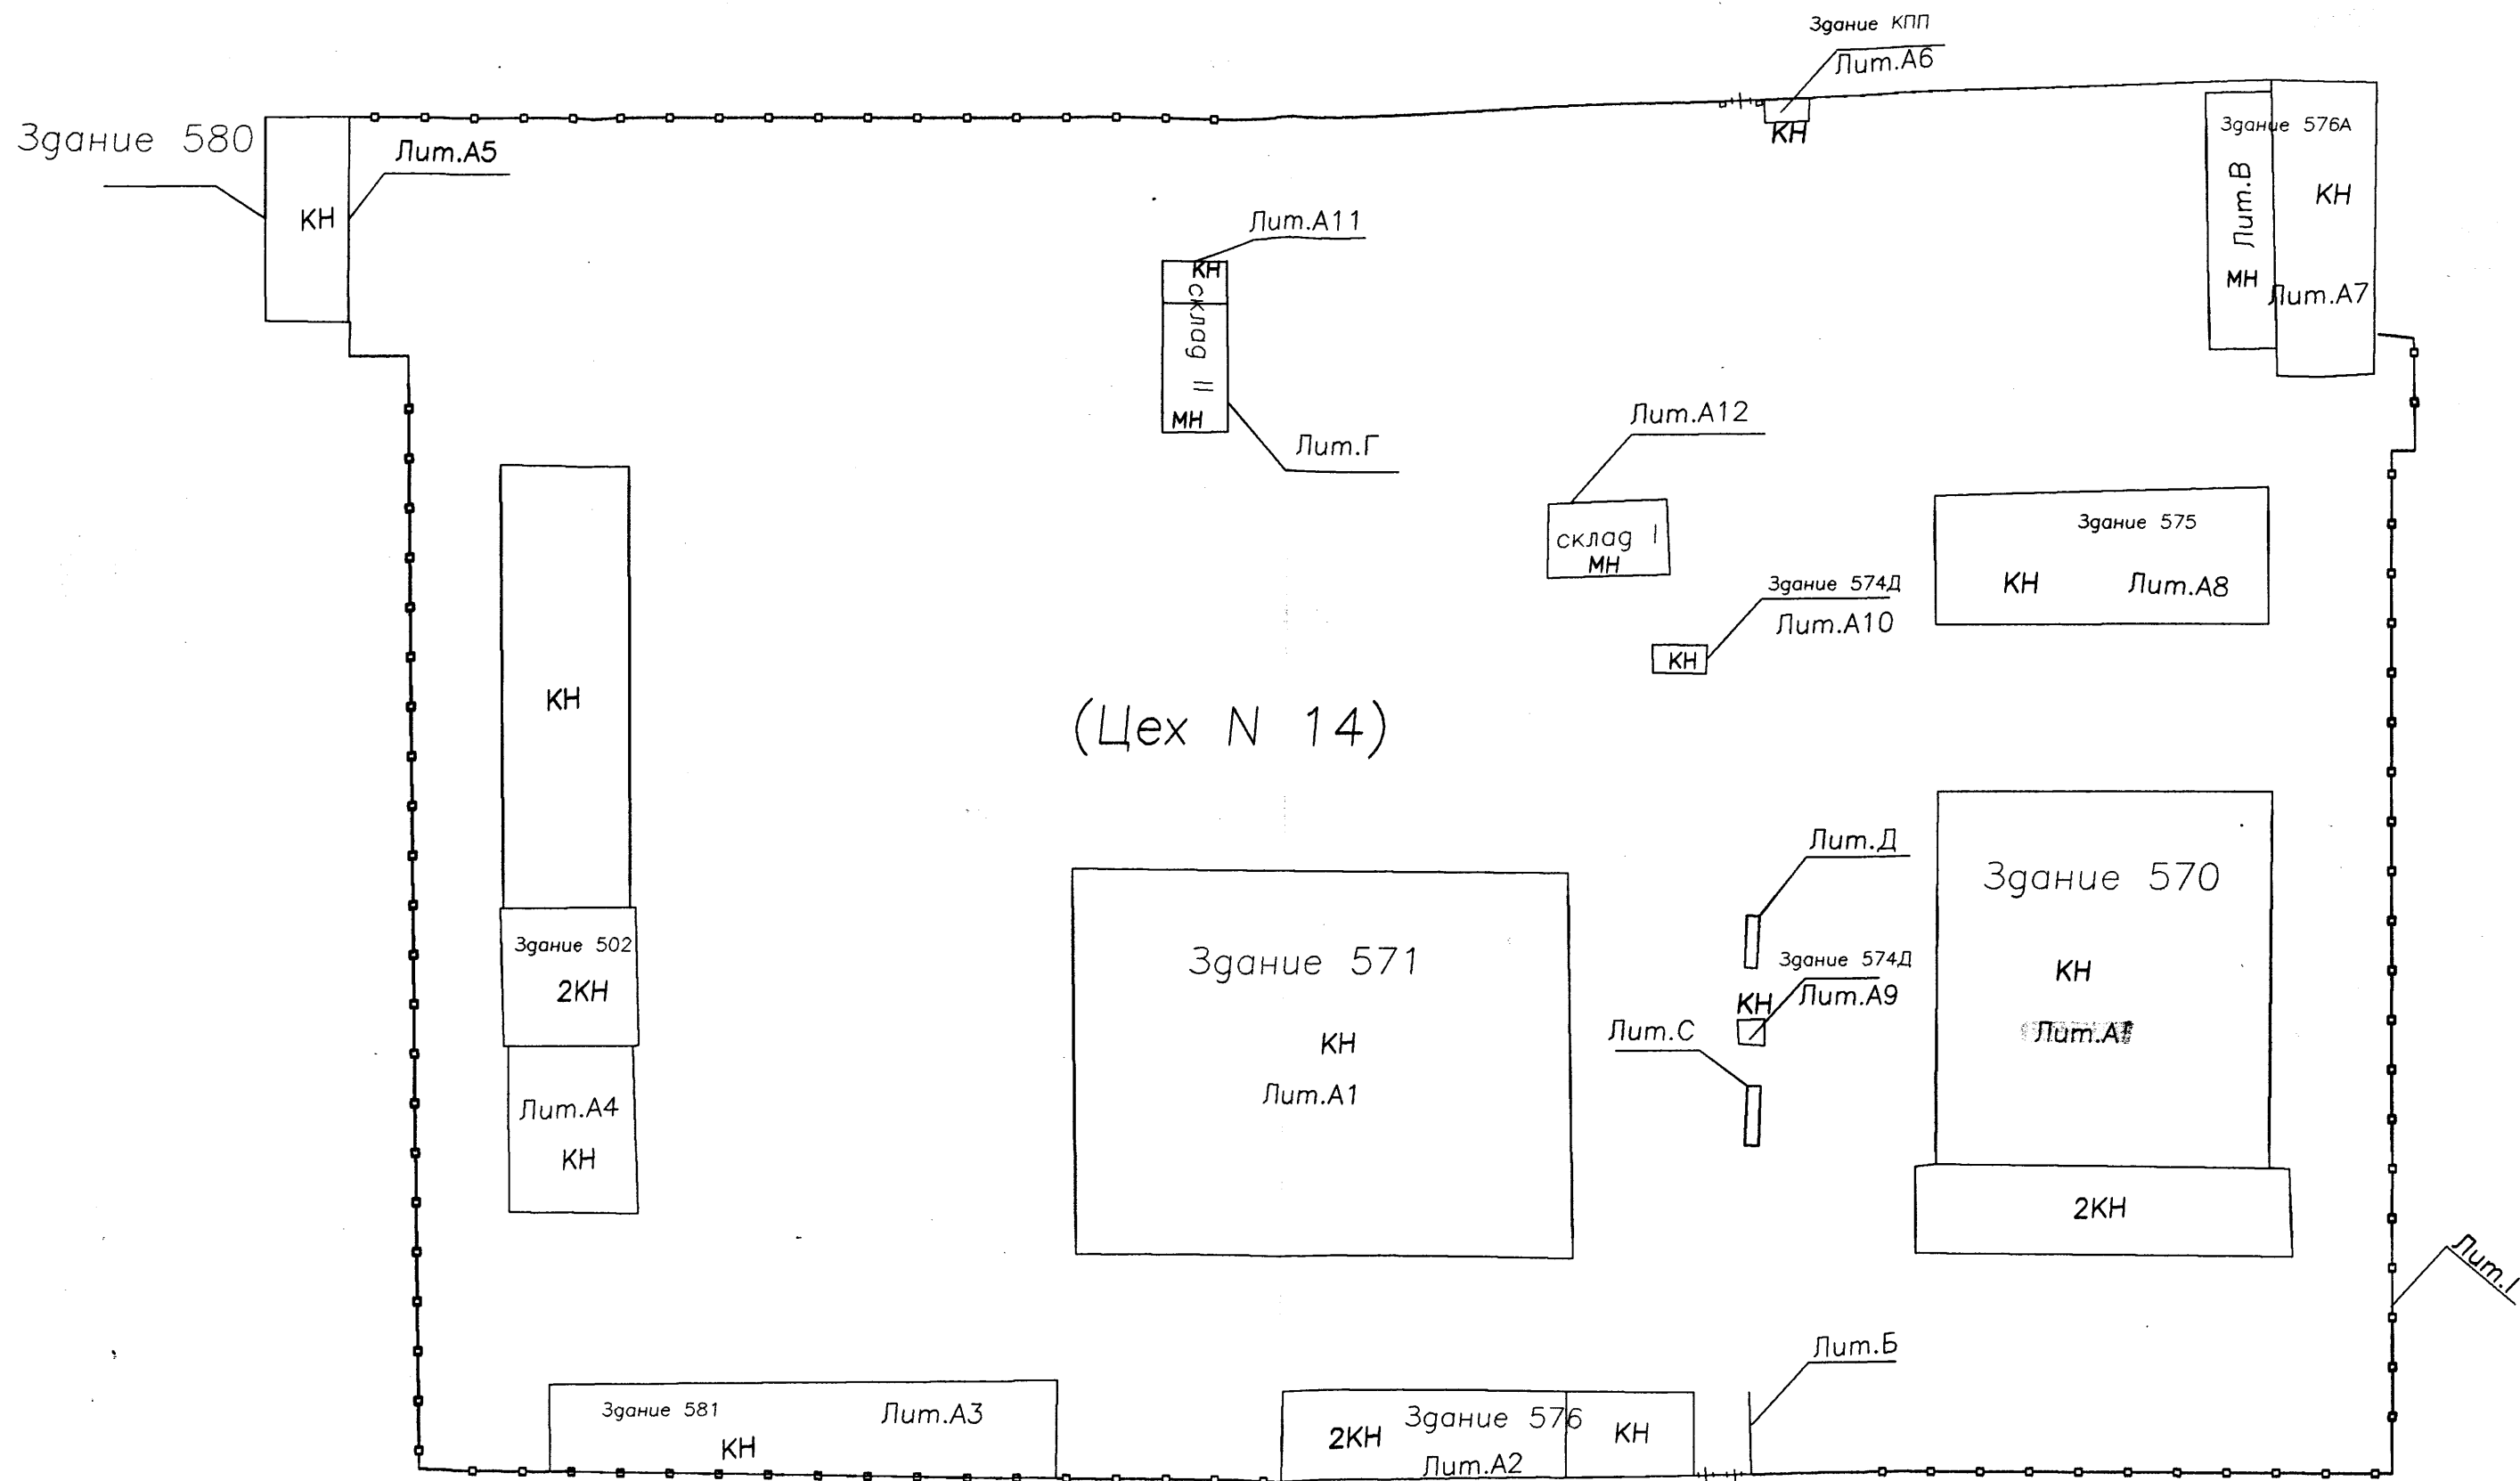 Здание КПП
Лит.А6
КН
Здание 580
Лит.А5
КН
Здание 576А
Лит.В
КН
МН
Лит.А7
Лит.А11
КН
склад II
МН
Лит.Г
Лит.А12
склад I
МН
Здание 575
КН Лит.А8
Здание 574Д
Лит.А10
КН
КН
(Цех N 14)
Лит.Д
Здание 570
КН
Лит.А
2КН
Здание 502
2КН
Лит.А4
КН
Здание 571
КН
Лит.А1
Здание 574Д
КН
Лит.А9
Лит.С
Лит.I
Лит.Б
Здание 581
Лит.А3
КН
Здание 576
2КН
КН
Лит.А2